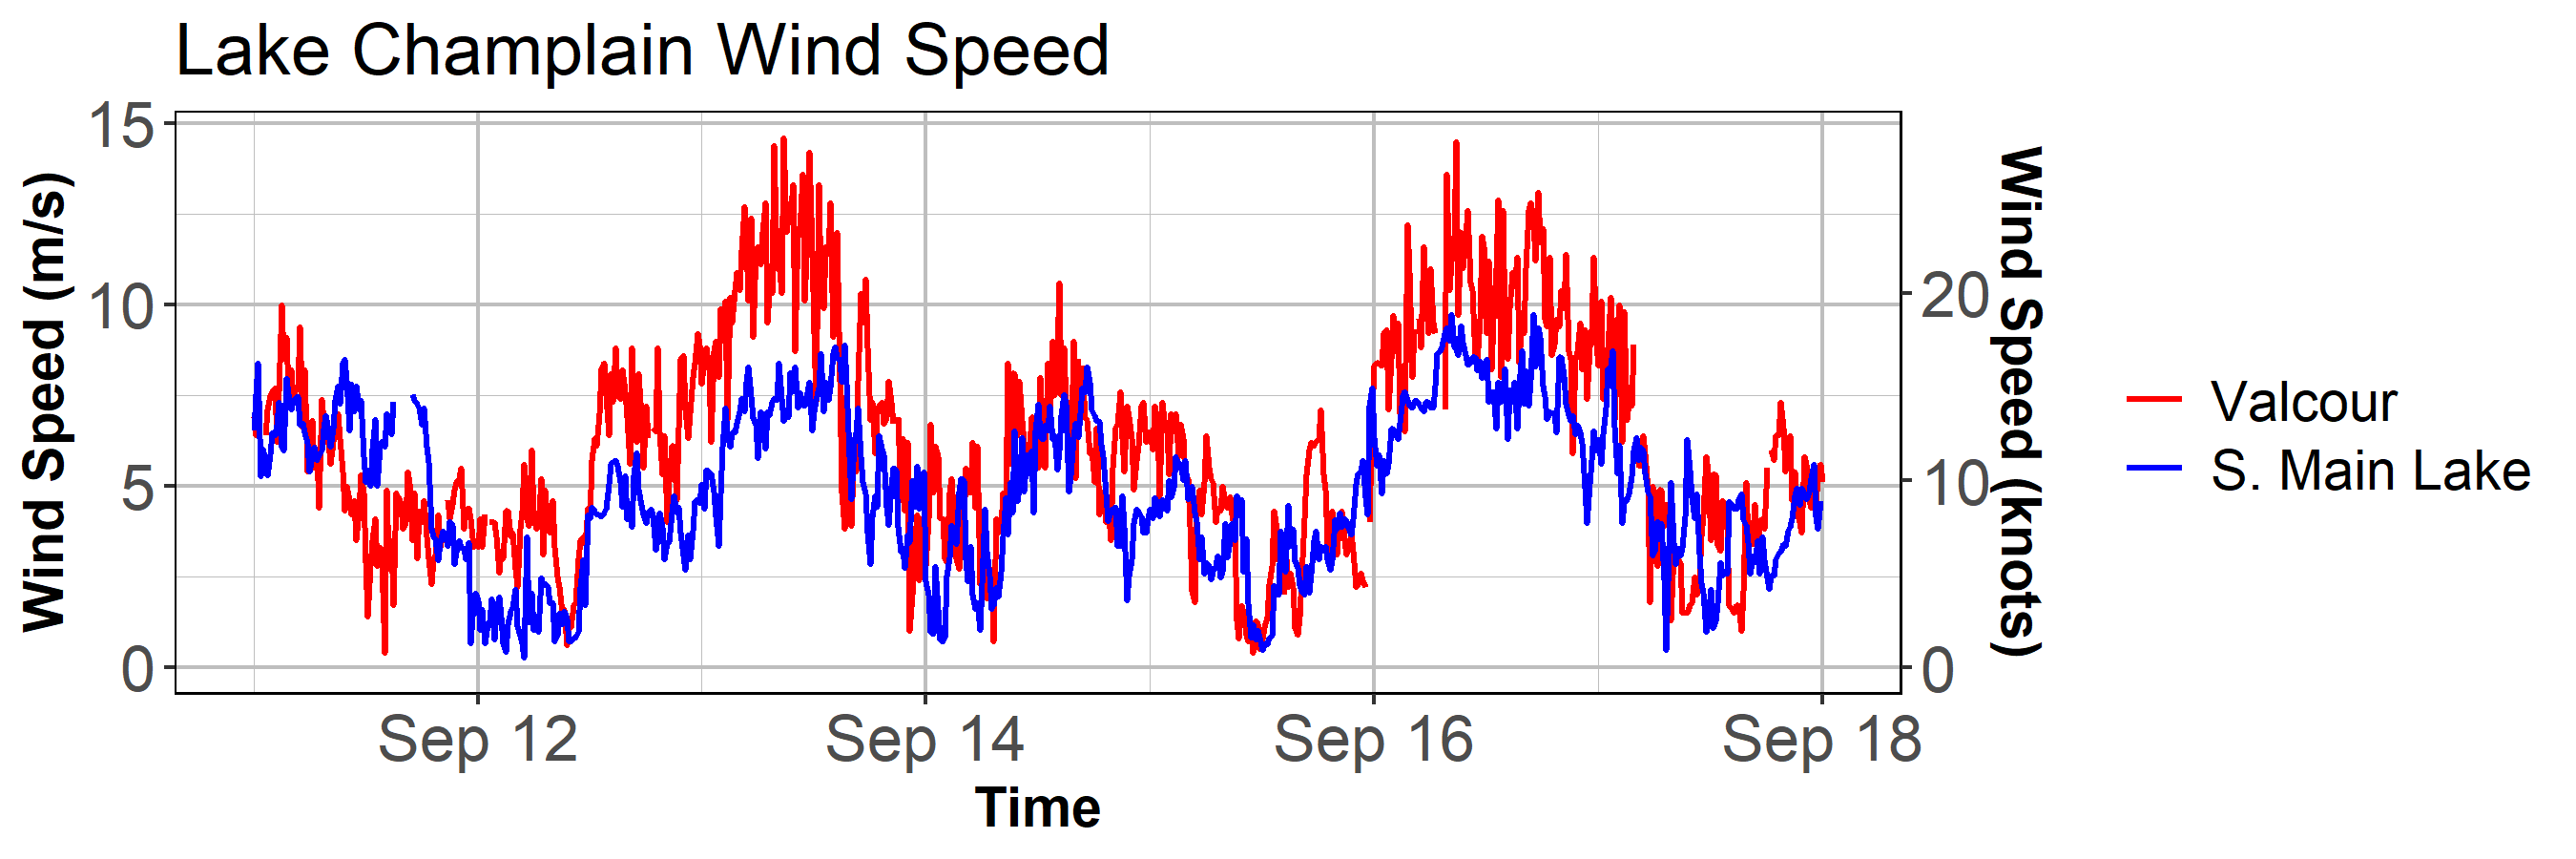 Lake Champlain Wind Speed
15
10
5
0
Wind Speed (m/s)
20
10
0
Wind Speed (knots)
Sep 12
Sep 14
Sep 16
Sep 18
Time
Valcour
S. Main Lake